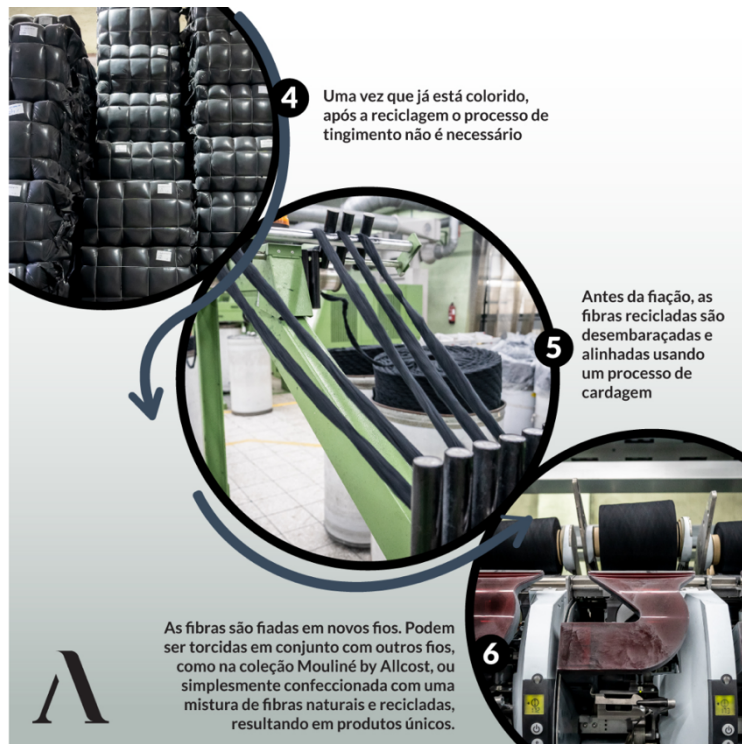 4
Uma vez que já está colorido,
após a reciclagem o processo de
tingimento não é necessário
5
Antes da fiação, as
fibras recicladas são
desembaraçadas e
alinhadas usando
um processo de
cardagem
6
As fibras são fiadas em novos fios. Podem
ser torcidas em conjunto com outros fios,
como na coleção Mouliné by Allcost, ou
simplesmente confeccionada com uma
mistura de fibras naturais e recicladas,
resultando em produtos únicos.